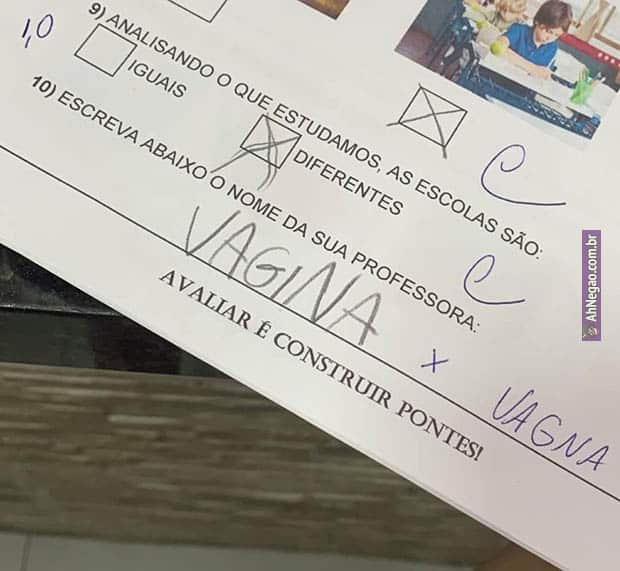 1,0
9) ANALISANDO O QUE ESTUDAMOS, AS ESCOLAS SÃO:
IGUAIS
DIFERENTES
C
10) ESCREVA ABAIXO O NOME DA SUA PROFESSORA:
C
VAGINA
x VAGNA
AVALIAR É CONSTRUIR PONTES!
AhNegao.com.br